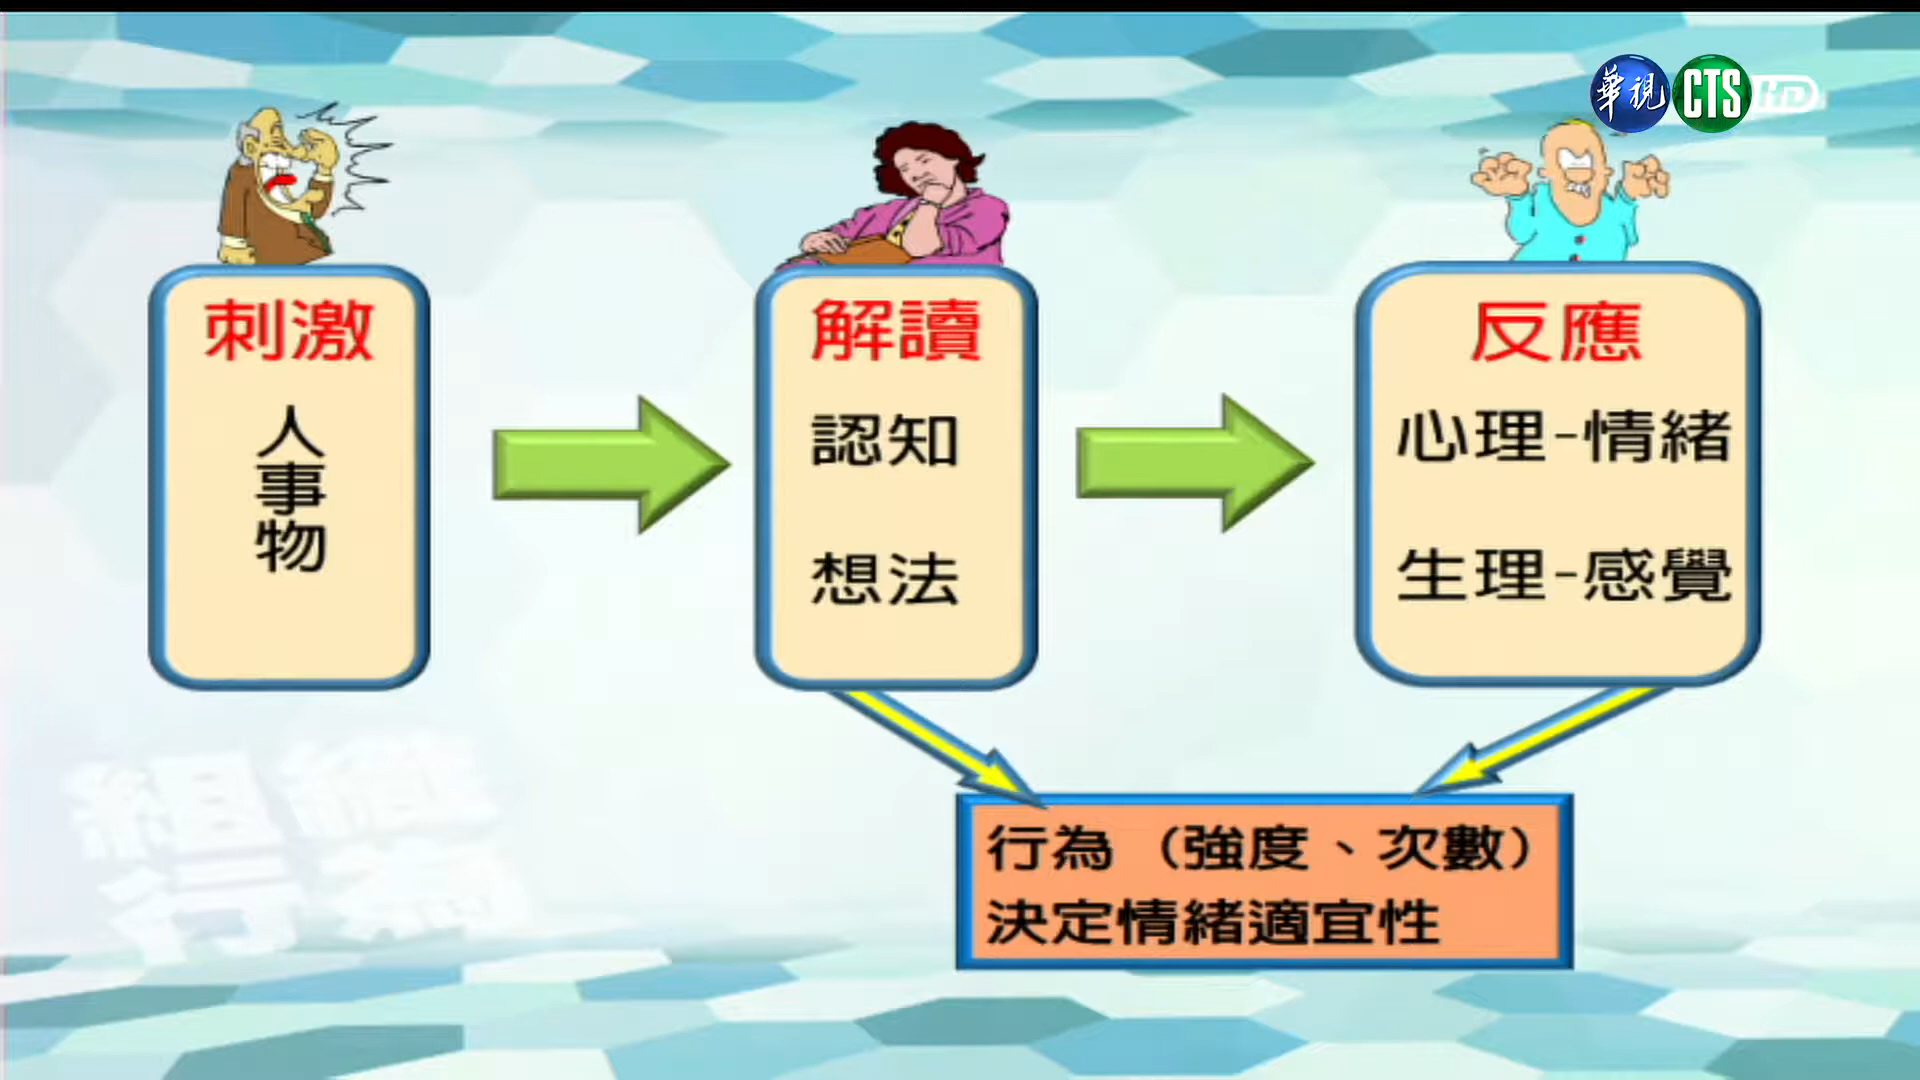 華視 CTS HD
刺激
人
事
物
解讀
認知
想法
反應
心理-情緒
生理-感覺
行為（強度、次數）
決定情緒適宜性